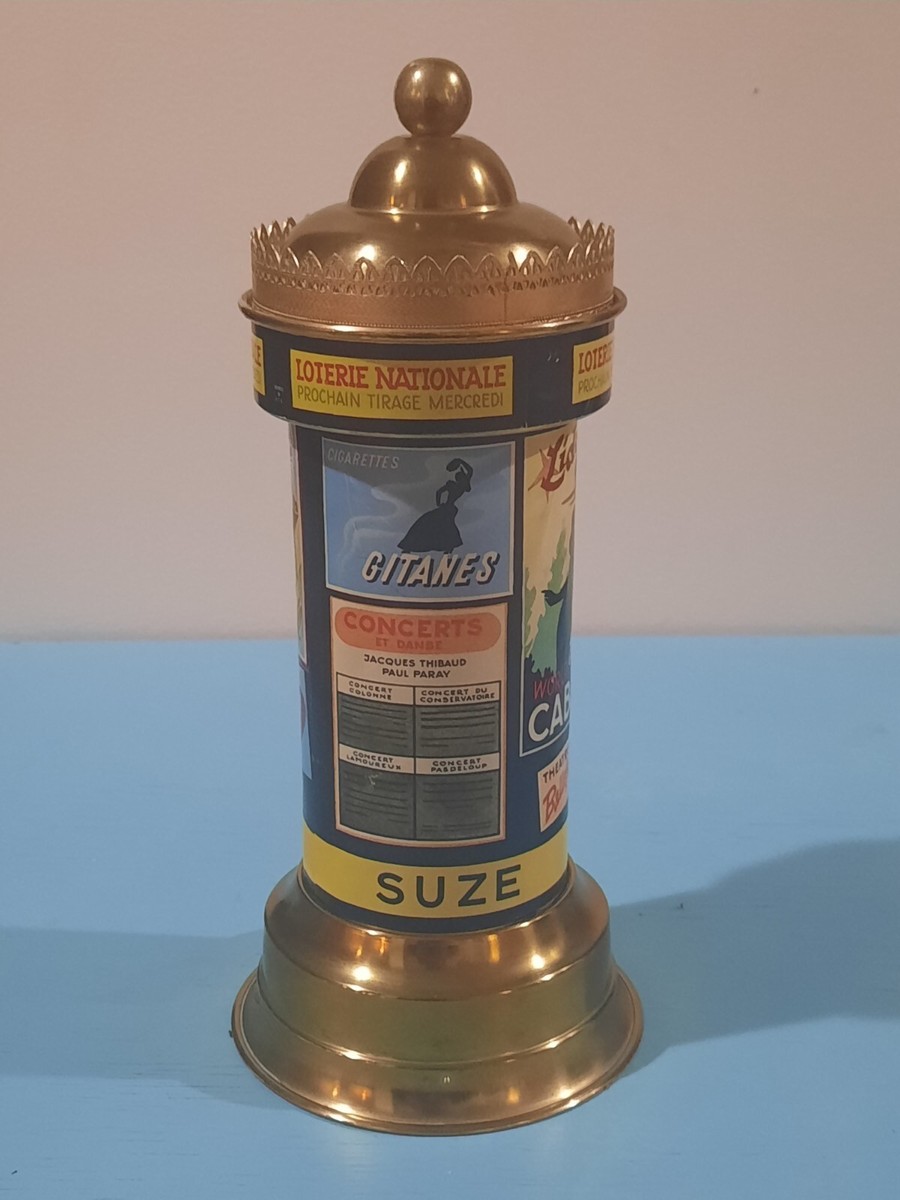 LOTERIE NATIONALE
PROCHAIN TIRAGE MERCREDI
CIGARETTES
GITANES
CONCERTS
ET DANSE
JACQUES THIBAUD
PAUL PARAY
CONCERT
COLONNE
CONCERT DU
CONSERVATOIRE
CONCERT
LAMOUREUX
CONCERT
PASDELOUP
SUZE